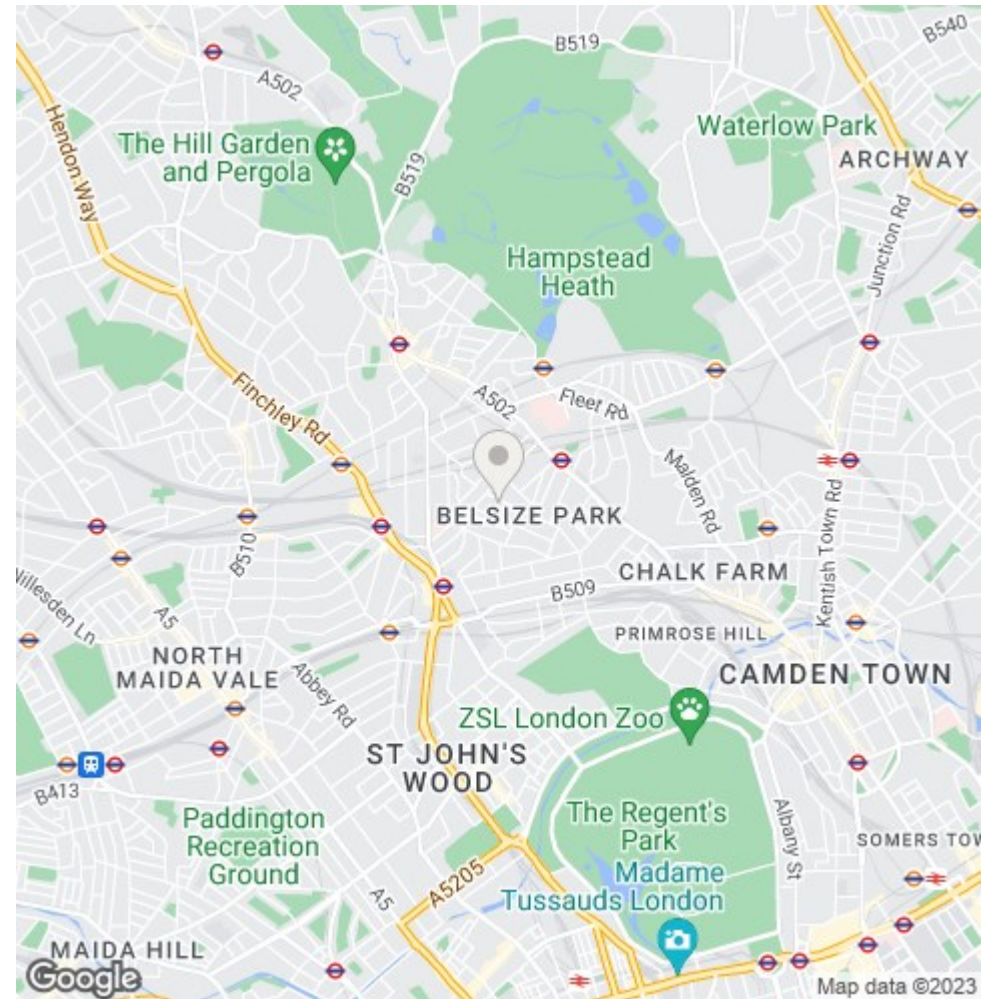 B519
B540
A502
The Hill Garden
and Pergola
B519
Waterlow Park
ARCHWAY
Hendon Way
Junction Rd
Hampstead
Heath
Finchley Rd
A502
Fleet Rd
Malden Rd
BELSIZE PARK
Kentish Town Rd
B510
CHALK FARM
B509
A5
PRIMROSE HILL
NORTH
MAIDA VALE
Abbey Rd
CAMDEN TOWN
ZSL London Zoo
ST JOHN'S
WOOD
B413
Paddington
Recreation
Ground
The Regent's
Park
Albany St
SOMERS TOW
Madame
Tussauds London
A5205
A5
MAIDA HILL
Google
Map data ©2023